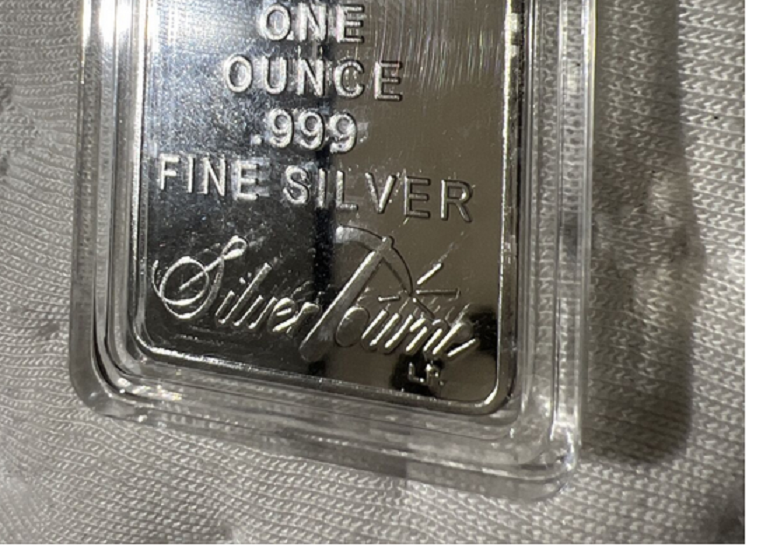 ONE
OUNCE
.999
FINE SILVER
SilverTowne
L.P.